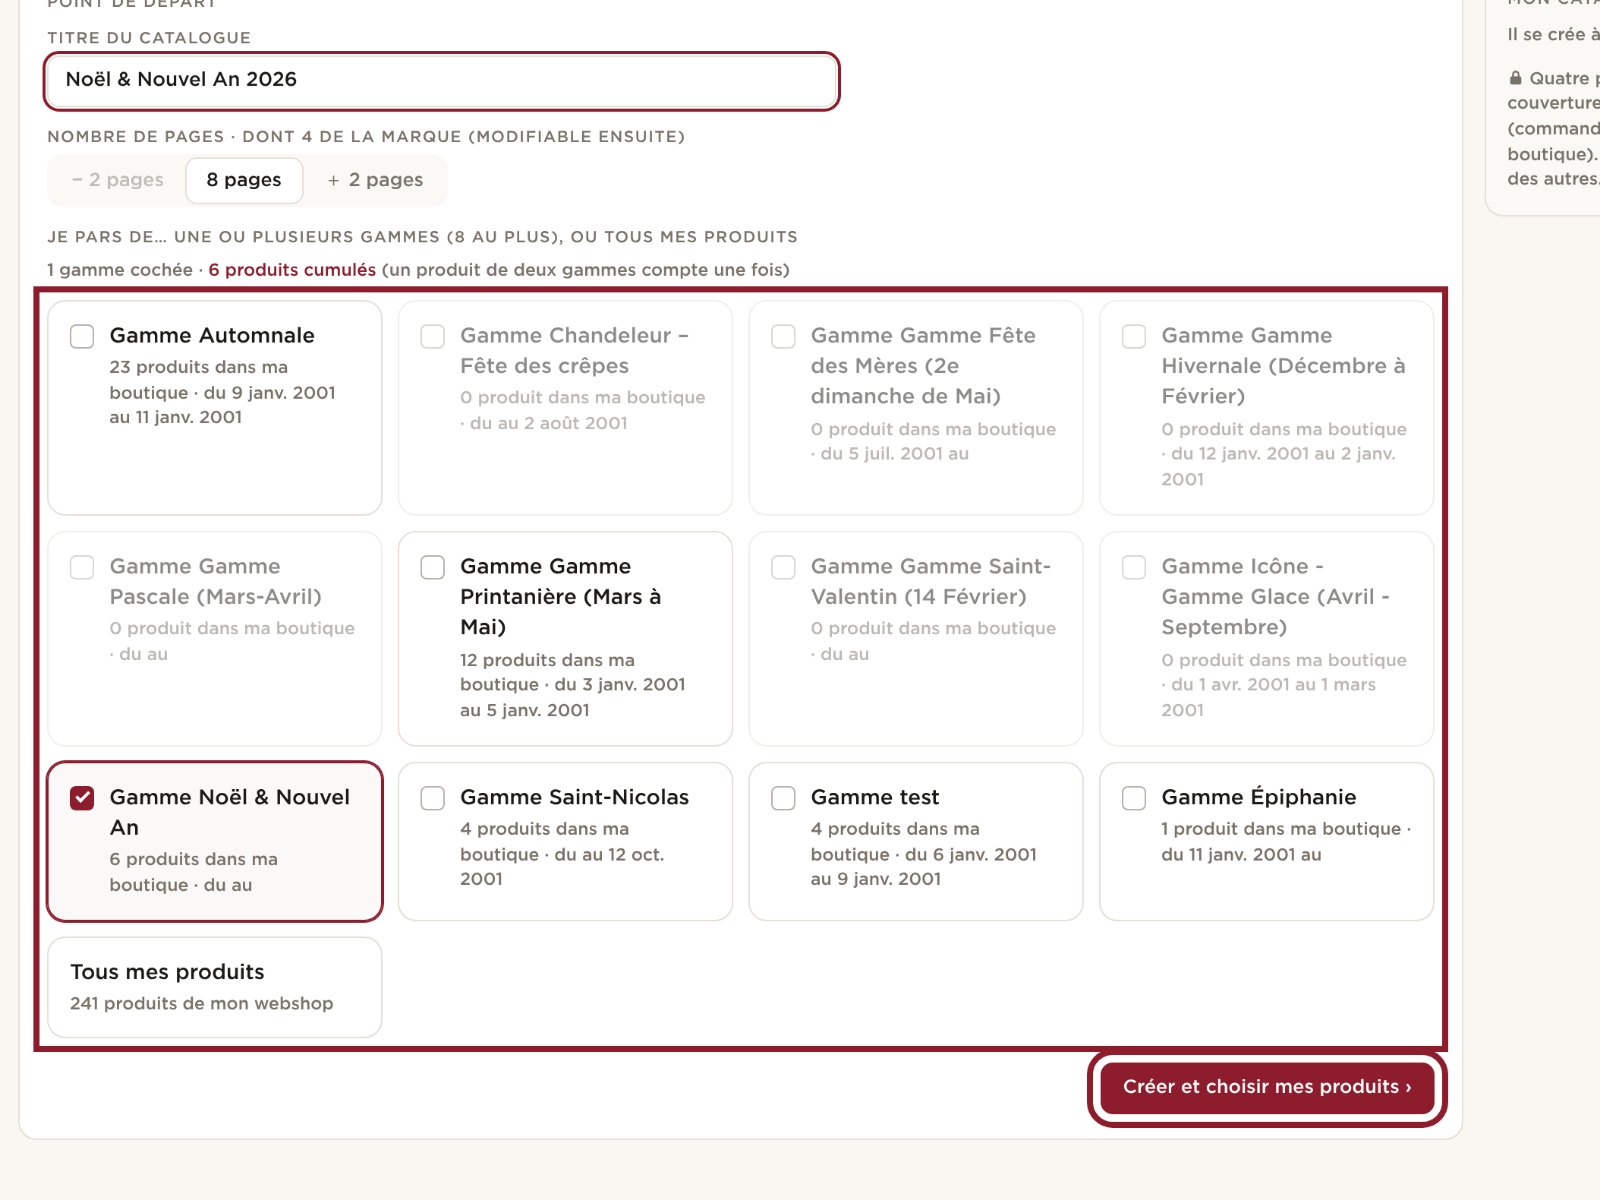 POINT DE DÉPART
TITRE DU CATALOGUE
Noël & Nouvel An 2026
NOMBRE DE PAGES · DONT 4 DE LA MARQUE (MODIFIABLE ENSUITE)
− 2 pages
8 pages
+ 2 pages
JE PARS DE… UNE OU PLUSIEURS GAMMES (8 AU PLUS), OU TOUS MES PRODUITS
1 gamme cochée · 6 produits cumulés (un produit de deux gammes compte une fois)
Gamme Automnale
23 produits dans ma
boutique · du 9 janv. 2001
au 11 janv. 2001
Gamme Chandeleur –
Fête des crêpes
0 produit dans ma boutique
· du au 2 août 2001
Gamme Gamme Fête
des Mères (2e
dimanche de Mai)
0 produit dans ma boutique
· du 5 juil. 2001 au
Gamme Gamme
Hivernale (Décembre à
Février)
0 produit dans ma boutique
· du 12 janv. 2001 au 2 janv.
2001
Gamme Gamme
Pascale (Mars-Avril)
0 produit dans ma boutique
· du au
Gamme Gamme
Printanière (Mars à
Mai)
12 produits dans ma
boutique · du 3 janv. 2001
au 5 janv. 2001
Gamme Gamme Saint-
Valentin (14 Février)
0 produit dans ma boutique
· du au
Gamme Icône -
Gamme Glace (Avril -
Septembre)
0 produit dans ma boutique
· du 1 avr. 2001 au 1 mars
2001
Gamme Noël & Nouvel
An
6 produits dans ma
boutique · du au
Gamme Saint-Nicolas
4 produits dans ma
boutique · du au 12 oct.
2001
Gamme test
4 produits dans ma
boutique · du 6 janv. 2001
au 9 janv. 2001
Gamme Épiphanie
1 produit dans ma boutique ·
du 11 janv. 2001 au
Tous mes produits
241 produits de mon webshop
Créer et choisir mes produits ›
Il se crée à
Quatre
couverture
boutique).
des autres.